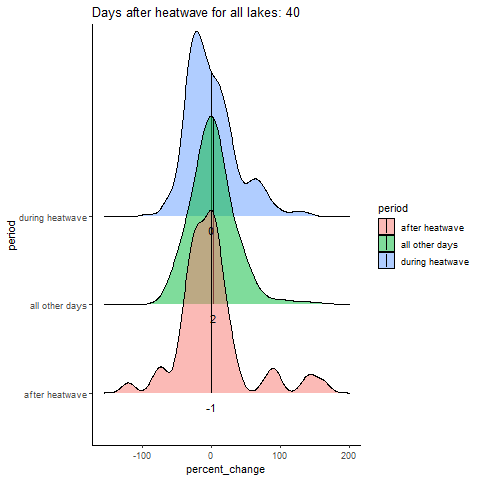 Days after heatwave for all lakes: 40
during heatwave
all other days
after heatwave
period
0
2
-1
-100
0
100
200
percent_change
period
after heatwave
all other days
during heatwave